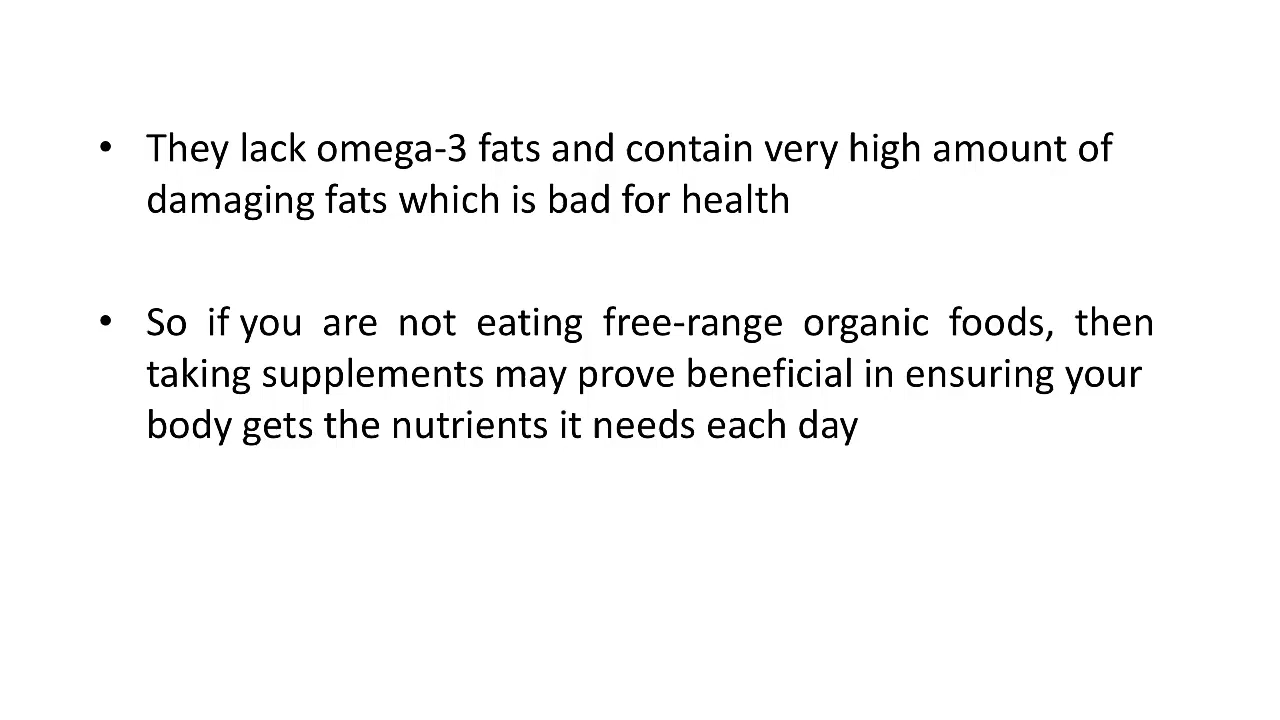 • They lack omega-3 fats and contain very high amount of
damaging fats which is bad for health
• So if you are not eating free-range organic foods, then
taking supplements may prove beneficial in ensuring your
body gets the nutrients it needs each day